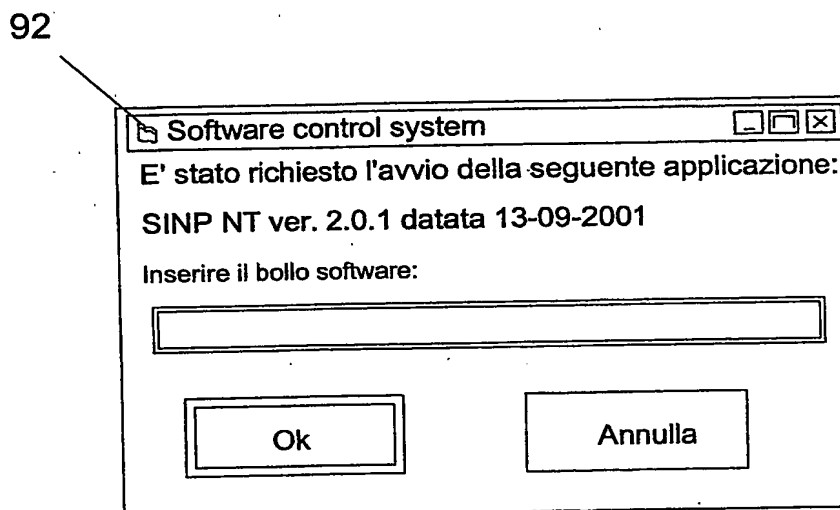 92
Software control system
E' stato richiesto l'avvio della seguente applicazione:
SINP NT ver. 2.0.1 datata 13-09-2001
Inserire il bollo software:
Ok
Annulla